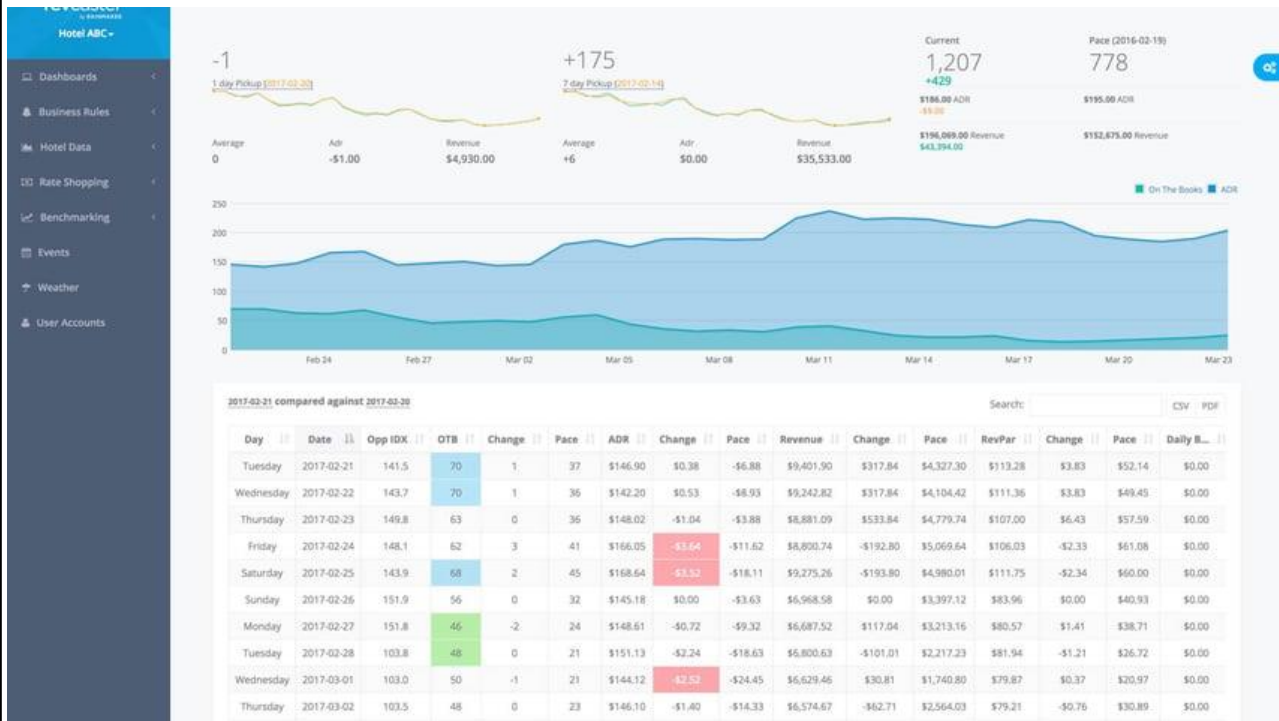 by RAINMAKER
Hotel ABC
Dashboards
Business Rules
Hotel Data
Rate Shopping
Benchmarking
Events
Weather
User Accounts
-1
1 day Pickup (2017-02-20)
Average Adr Revenue
0 -$1.00 $4,930.00
+175
7 day Pickup (2017-02-14)
Average Adr Revenue
+6 $0.00 $35,533.00
Current Pace (2016-02-19)
1,207 778
+429
$186.00 ADR $195.00 ADR
-$9.00
$196,069.00 Revenue $152,675.00 Revenue
$43,394.00
On The Books ADR
250
200
150
100
50
0
Feb 24 Feb 27 Mar 02 Mar 05 Mar 08 Mar 11 Mar 14 Mar 17 Mar 20 Mar 23
2017-02-21 compared against 2017-02-20
Search: CSV PDF
Day Date Opp IDX OTB Change Pace ADR Change Pace Revenue Change Pace RevPar Change Pace Daily B...
Tuesday 2017-02-21 141.5 70 1 37 $146.90 $0.38 -$6.88 $9,401.90 $317.84 $4,327.30 $113.28 $3.83 $52.14 $0.00
Wednesday 2017-02-22 143.7 70 1 36 $142.20 $0.53 -$8.93 $9,242.82 $317.84 $4,104.42 $111.36 $3.83 $49.45 $0.00
Thursday 2017-02-23 149.8 63 0 36 $148.02 -$1.04 -$3.88 $8,881.09 $533.84 $4,779.74 $107.00 $6.43 $57.59 $0.00
Friday 2017-02-24 148.1 62 3 41 $166.05 -$3.64 -$11.62 $8,800.74 -$192.80 $5,069.64 $106.03 -$2.33 $61.08 $0.00
Saturday 2017-02-25 143.9 68 2 45 $168.64 -$3.52 -$18.11 $9,275.26 -$193.80 $4,980.01 $111.75 -$2.34 $60.00 $0.00
Sunday 2017-02-26 151.9 56 0 32 $145.18 $0.00 -$3.63 $6,968.58 $0.00 $3,397.12 $83.96 $0.00 $40.93 $0.00
Monday 2017-02-27 151.8 46 -2 24 $148.61 -$0.72 -$9.32 $6,687.52 $117.04 $3,213.16 $80.57 $1.41 $38.71 $0.00
Tuesday 2017-02-28 103.8 48 0 21 $151.13 -$2.24 -$18.63 $6,800.63 -$101.01 $2,217.23 $81.94 -$1.21 $26.72 $0.00
Wednesday 2017-03-01 103.0 50 -1 21 $144.12 -$2.52 -$24.45 $6,629.46 $30.81 $1,740.80 $79.87 $0.37 $20.97 $0.00
Thursday 2017-03-02 103.5 48 0 23 $146.10 -$1.40 -$14.33 $6,574.67 -$62.71 $2,564.03 $79.21 -$0.76 $30.89 $0.00